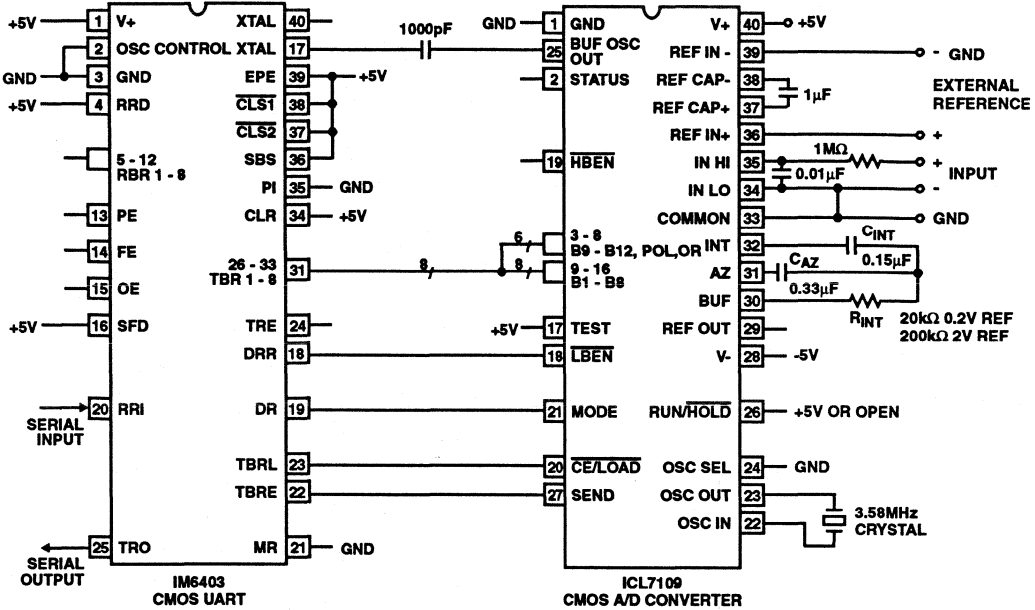 +5V 1 V+ XTAL 40
2 OSC CONTROL XTAL 17
1000pF
GND 3 GND EPE 39 +5V
+5V 4 RRD CLS1 38
CLS2 37
5 - 12
RBR 1 - 8
SBS 36
PI 35 GND
13 PE CLR 34 +5V
14 FE
26 - 33
TBR 1 - 8
31
8
6
8
15 OE
+5V 16 SFD TRE 24
DRR 18
SERIAL
INPUT
20 RRI DR 19
TBRL 23
TBRE 22
SERIAL
OUTPUT
25 TRO MR 21 GND
IM6403
CMOS UART
GND 1 GND V+ 40 +5V
25 BUF OSC
OUT
REF IN - 39 - GND
2 STATUS REF CAP- 38
1µF
REF CAP+ 37
EXTERNAL
REFERENCE
REF IN+ 36 +
19 HBEN IN HI 35 1MΩ +
0.01µF
INPUT
IN LO 34 -
COMMON 33 GND
3 - 8
B9 - B12, POL,OR
INT 32 CINT
0.15µF
9 - 16
B1 - B8
AZ 31 CAZ
0.33µF
BUF 30 RINT
20kΩ 0.2V REF
200kΩ 2V REF
+5V 17 TEST REF OUT 29
18 LBEN V- 28 -5V
21 MODE RUN/HOLD 26 +5V OR OPEN
20 CE/LOAD OSC SEL 24 GND
27 SEND OSC OUT 23
OSC IN 22
3.58MHz
CRYSTAL
ICL7109
CMOS A/D CONVERTER